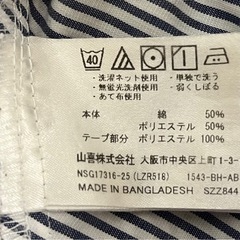 40
・洗濯ネット使用 ・単独で洗う
・無蛍光洗剤使用 ・弱くしぼる
・あて布使用
本体 綿 50%
ポリエステル 50%
テープ部分 ポリエステル 100%
山喜株式会社 大阪市中央区上町1-3-
NSG17316-25 (LZR516) 1543-BH-AB
MADE IN BANGLADESH SZZ844